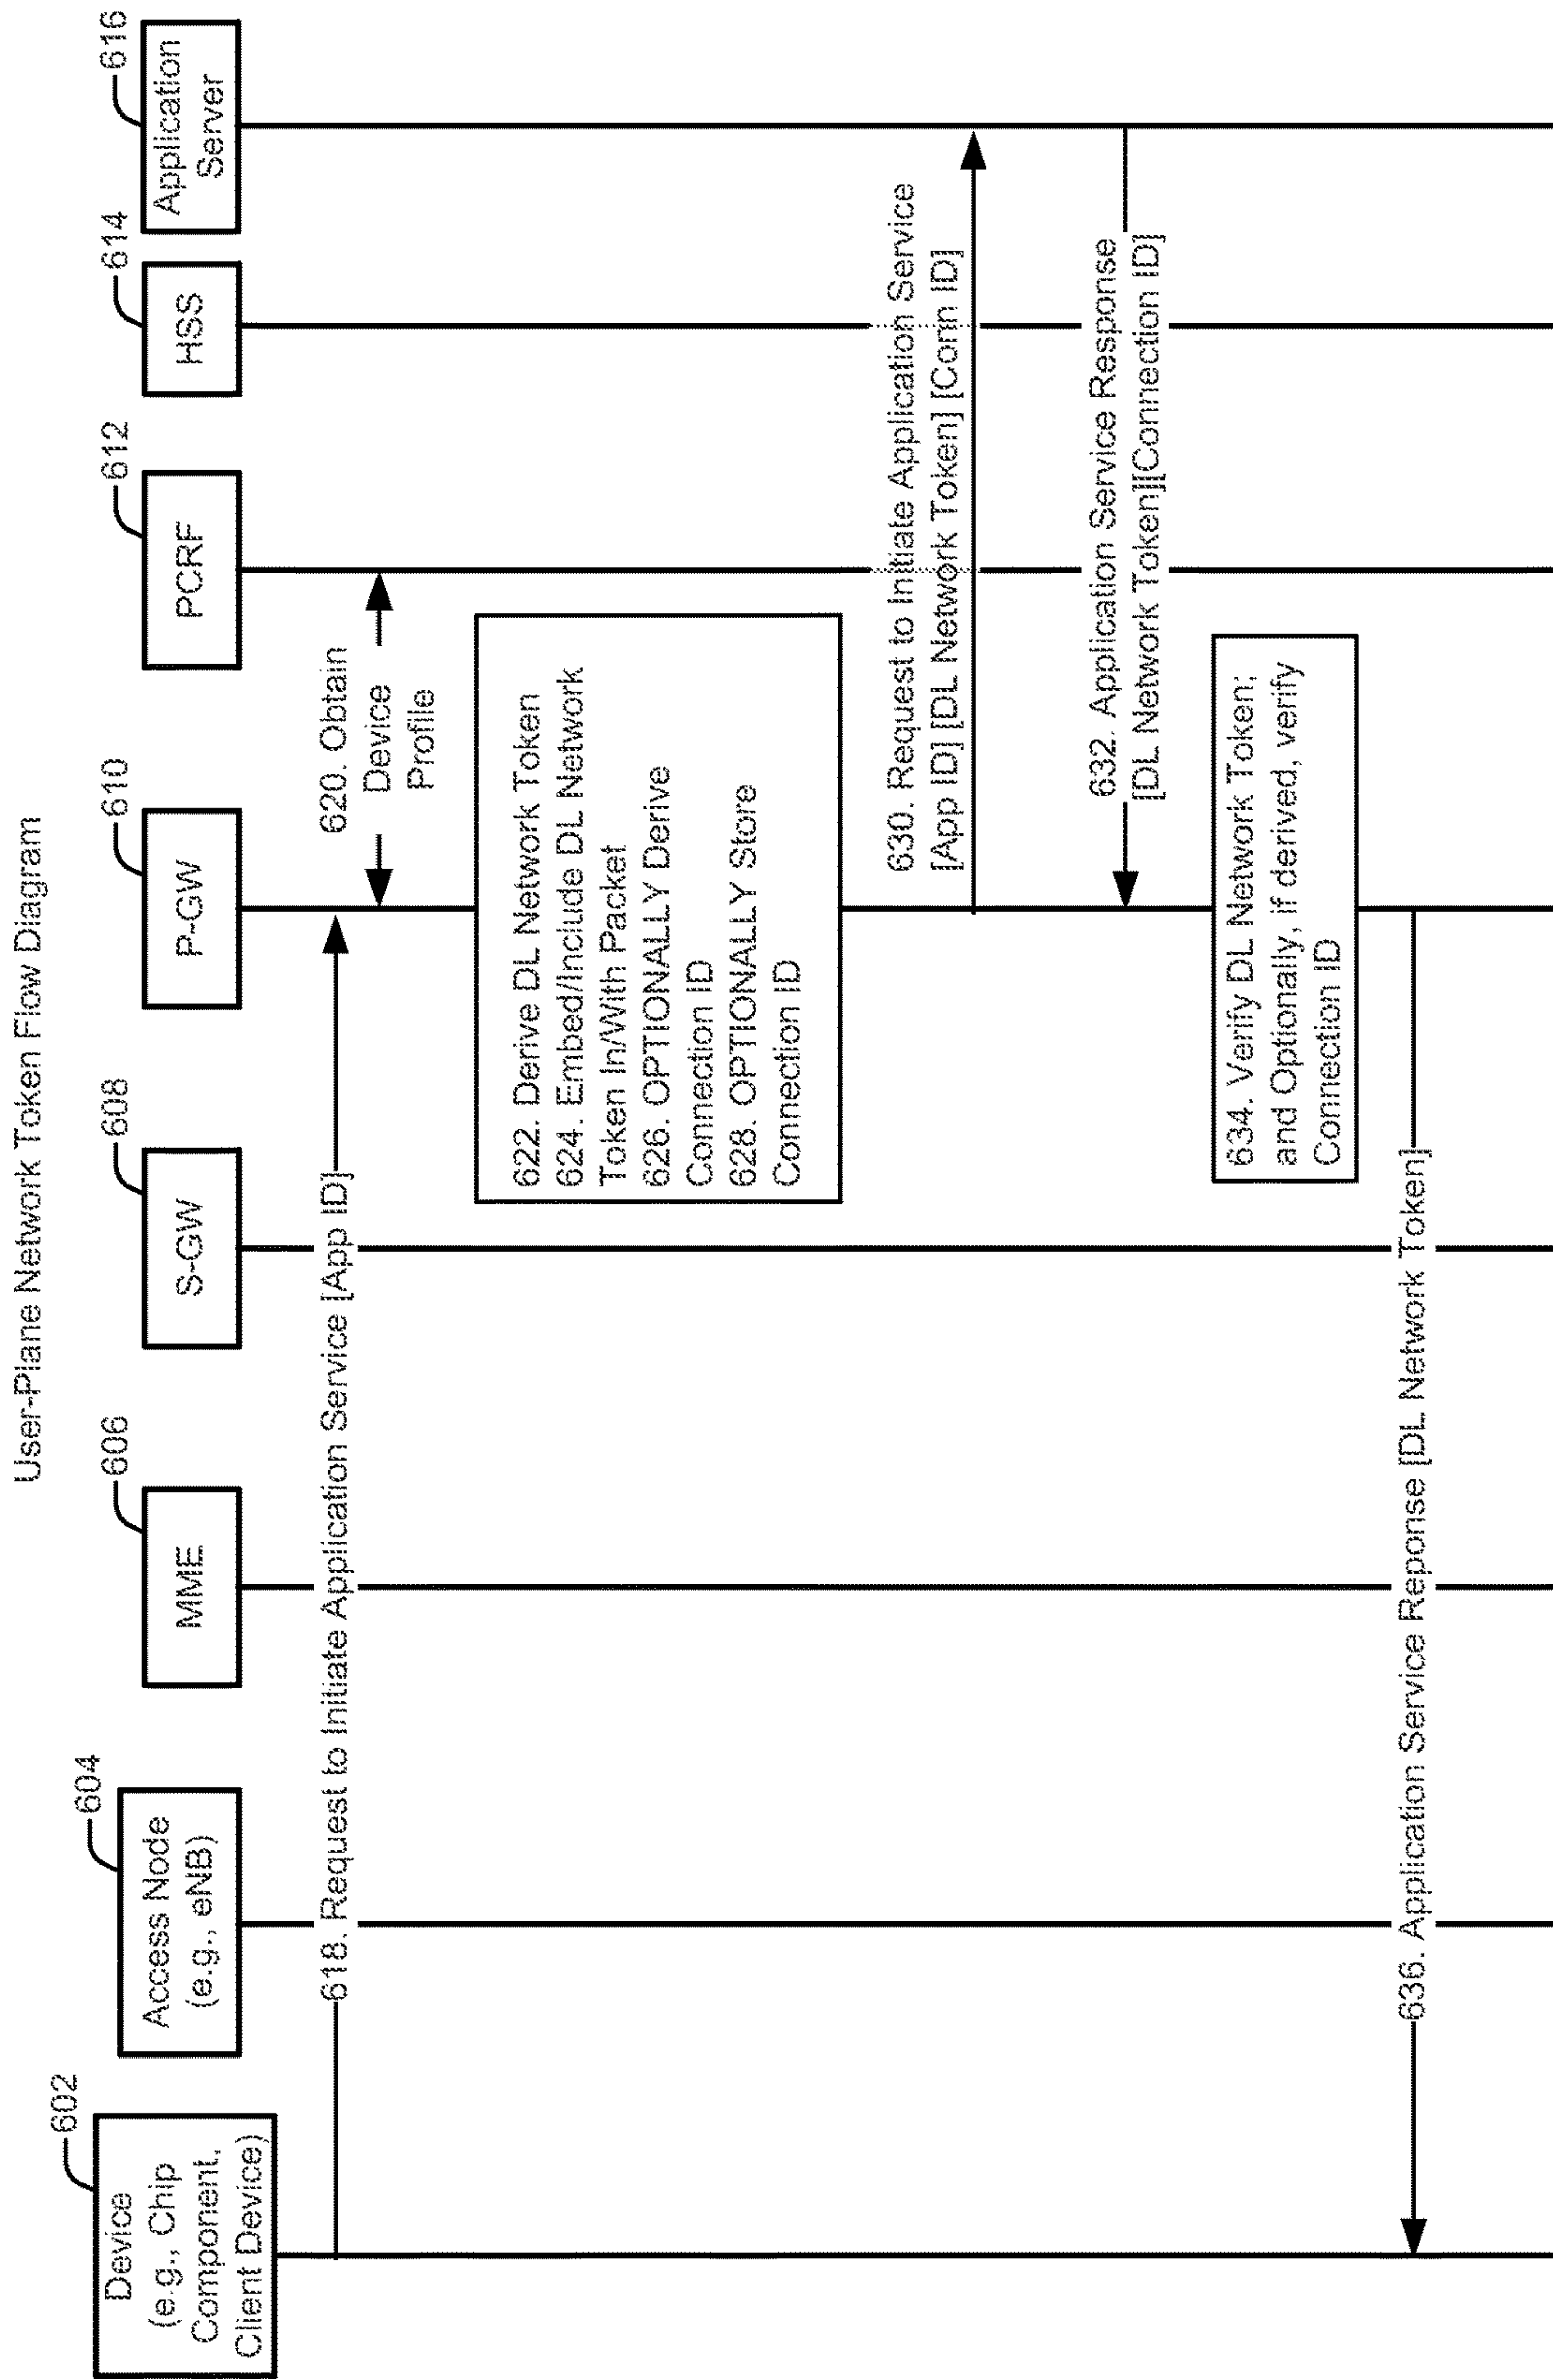 User-Plane Network Token Flow Diagram
602
Device
(e.g., Chip
Component,
Client Device)
604
Access Node
(e.g., eNB)
606
MME
608
S-GW
610
P-GW
612
PCRF
614
HSS
616
Application
Server
618. Request to Initiate Application Service [App ID]
620. Obtain
Device
Profile
622. Derive DL Network Token
624. Embed/Include DL Network
Token In/With Packet
626. OPTIONALLY Derive
Connection ID
628. OPTIONALLY Store
Connection ID
630. Request to Initiate Application Service
[App ID] [DL Network Token] [Conn ID]
632. Application Service Response
[DL Network Token][Connection ID]
634. Verify DL Network Token;
and Optionally, if derived, verify
Connection ID
636. Application Service Reponse [DL Network Token]